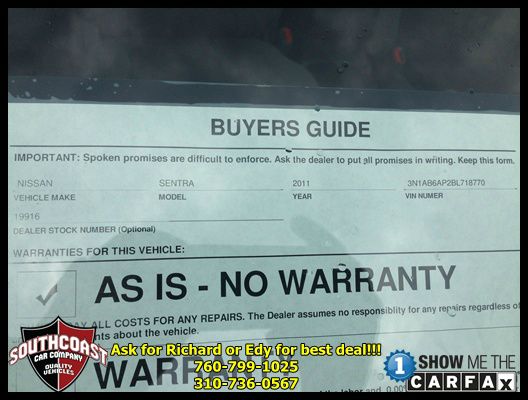 BUYERS GUIDE
IMPORTANT: Spoken promises are difficult to enforce. Ask the dealer to put all promises in writing. Keep this form.
NISSAN SENTRA 2011 3N1AB6AP2BL718770
VEHICLE MAKE MODEL YEAR VIN NUMER
19916
DEALER STOCK NUMBER (Optional)
WARRANTIES FOR THIS VEHICLE:
✓ AS IS - NO WARRANTY
PAY ALL COSTS FOR ANY REPAIRS. The Dealer assumes no responsiblity for any repairs regardless of
about the vehicle.
WARRANTY
SOUTHCOAST
CAR COMPANY
QUALITY
VEHICLES
Ask for Richard or Edy for best deal!!!
760-799-1025
310-736-0567
1 SHOW ME THE
CARFAX